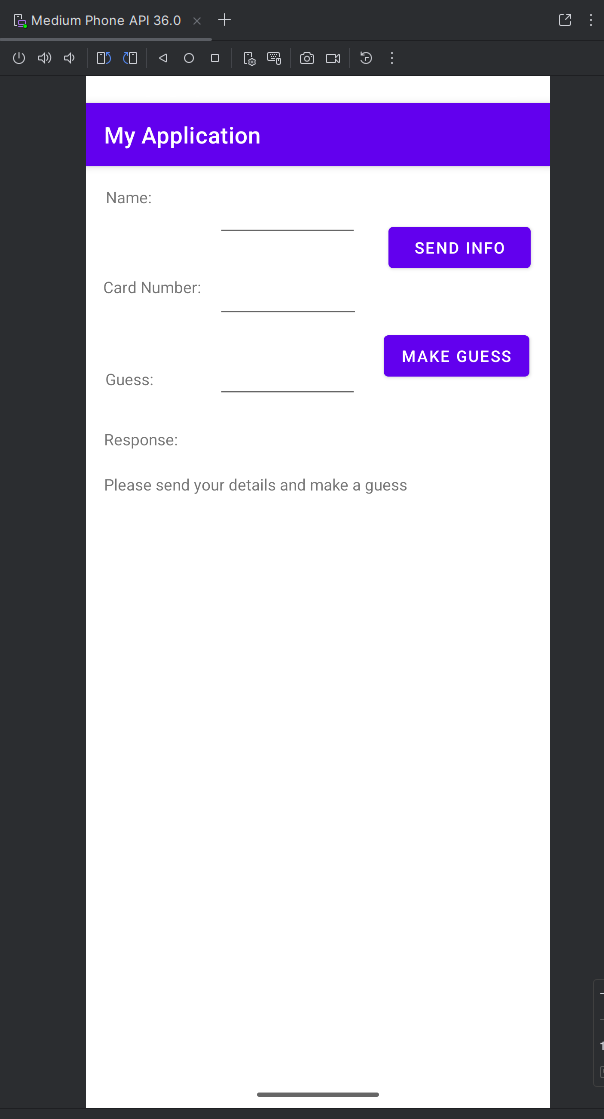 Medium Phone API 36.0
My Application
Name:
SEND INFO
Card Number:
MAKE GUESS
Guess:
Response:
Please send your details and make a guess